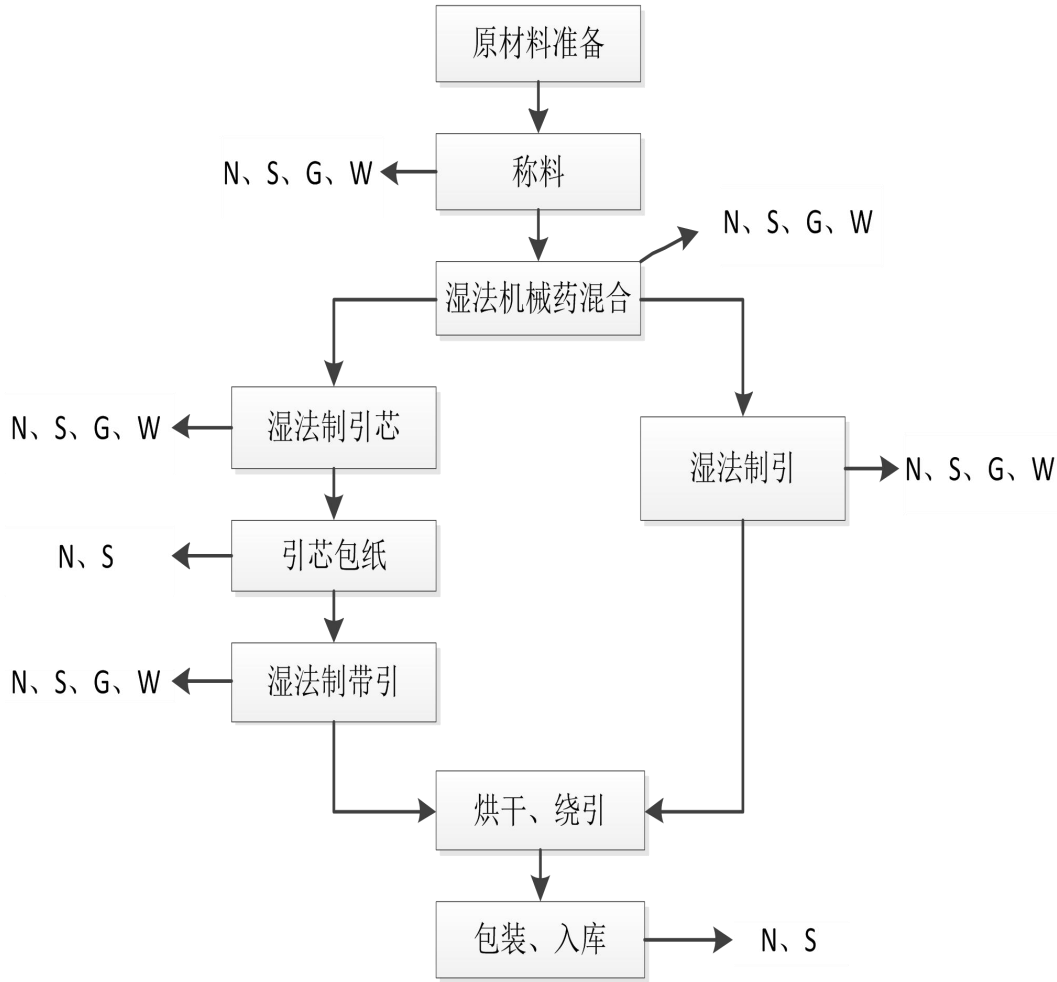 原材料准备
N、S、G、W
称料
N、S、G、W
湿法机械药混合
N、S、G、W
湿法制引芯
湿法制引
N、S、G、W
N、S
引芯包纸
N、S、G、W
湿法制带引
烘干、绕引
包装、入库
N、S